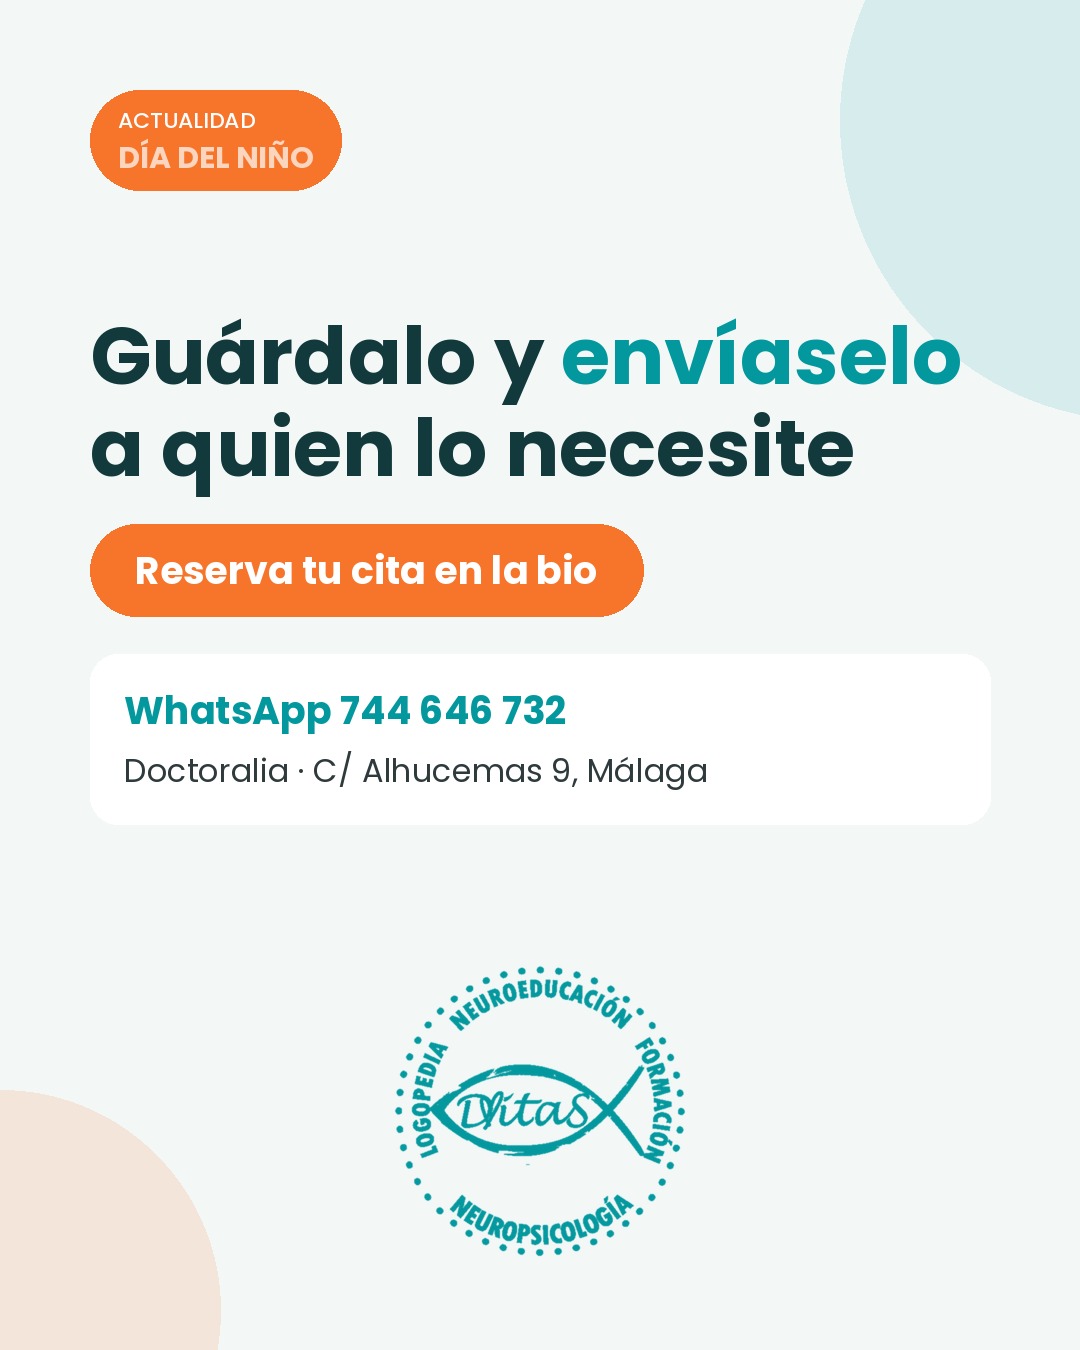 ACTUALIDAD
DÍA DEL NIÑO
Guárdalo y envíaselo
a quien lo necesite
Reserva tu cita en la bio
WhatsApp 744 646 732
Doctoralia · C/ Alhucemas 9, Málaga
LOGOPEDIA NEUROEDUCACIÓN FORMACIÓN
DVitaS
NEUROPSICOLOGÍA